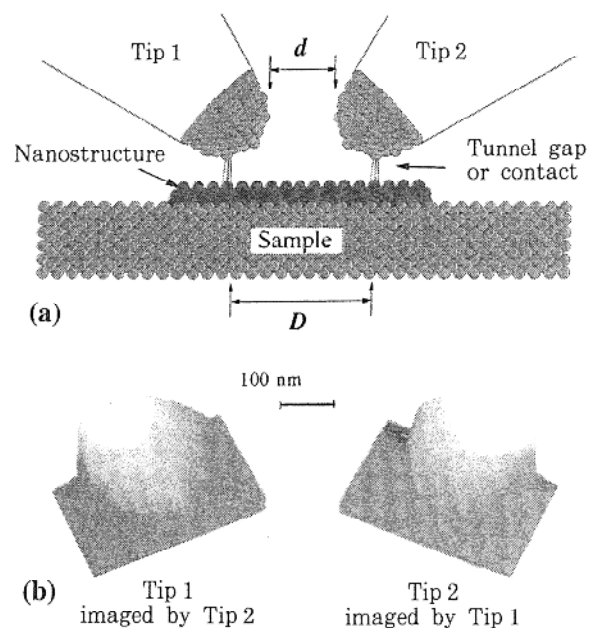 Tip 1
d
Tip 2
Nanostructure
Tunnel gap
or contact
Sample
(a)
D
100 nm
(b)
Tip 1
imaged by Tip 2
Tip 2
imaged by Tip 1